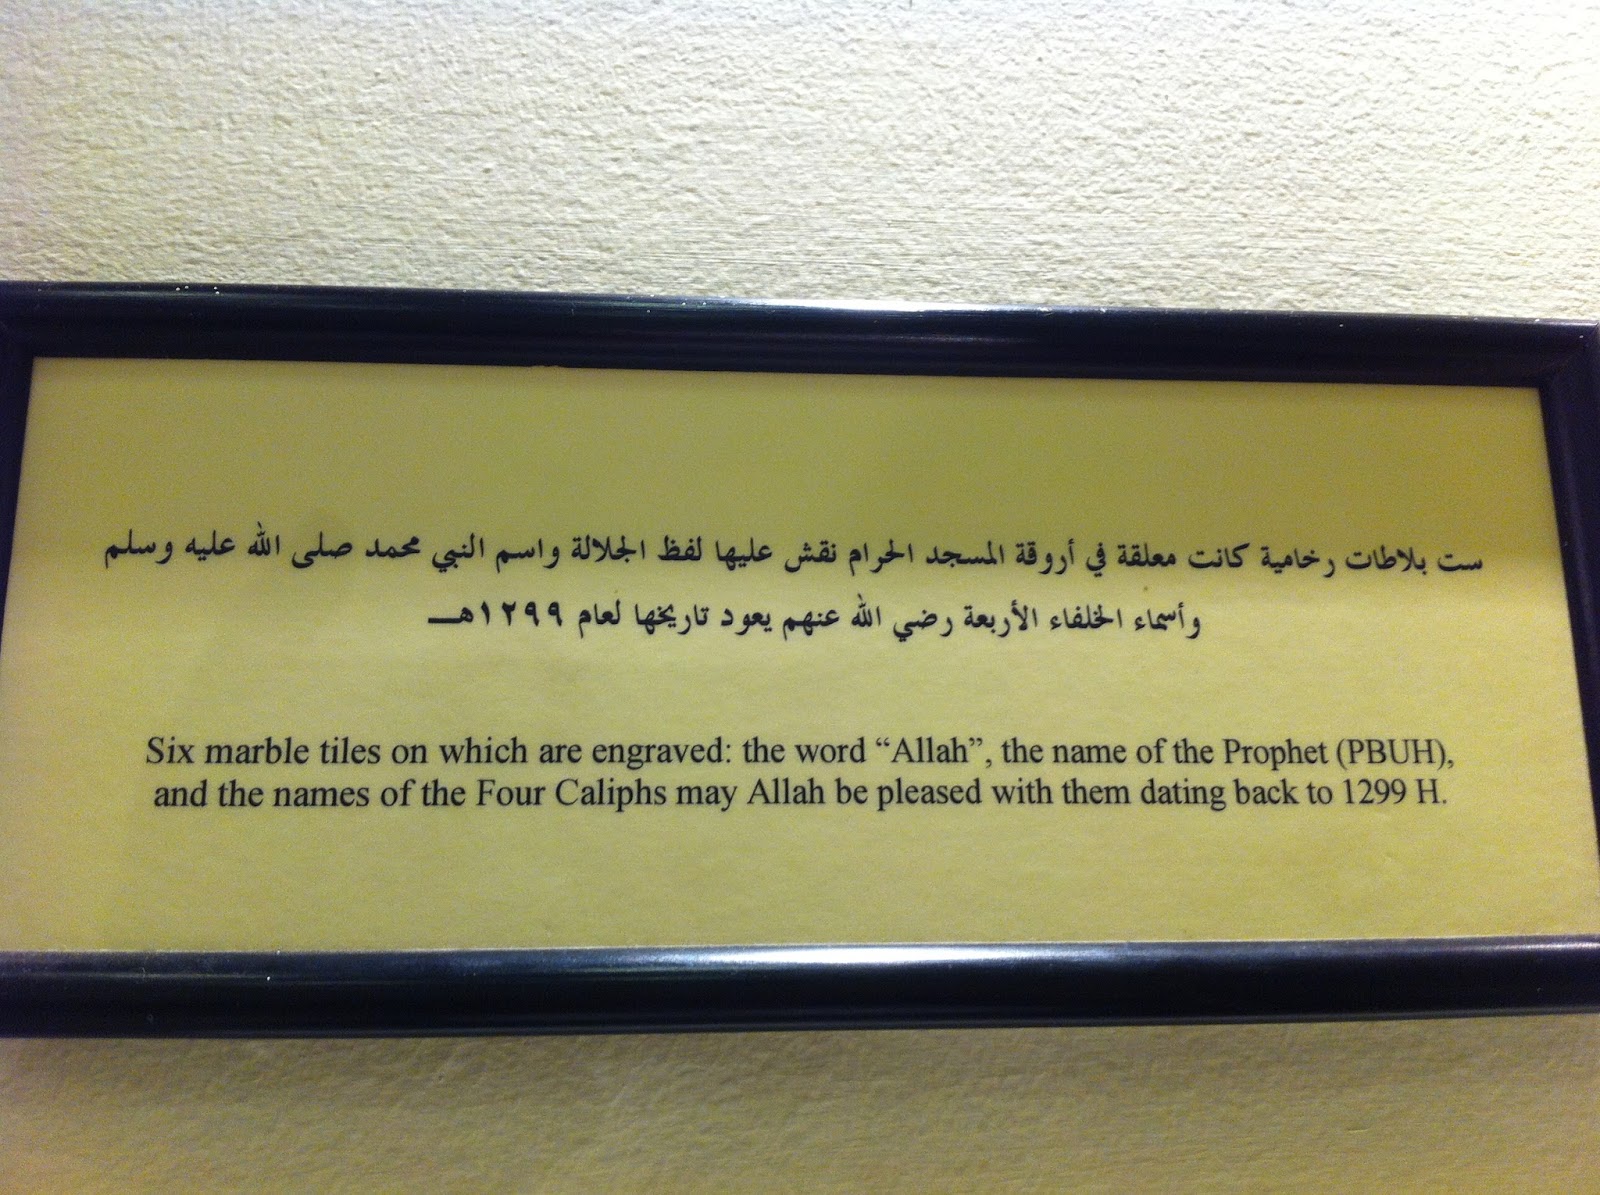 ست بلاطات رخامية كانت معلقة في أروقة المسجد الحرام نقش عليها لفظ الجلالة واسم النبي محمد صلى الله عليه وسلم
وأسماء الخلفاء الأربعة رضي الله عنهم يعود تاريخها لعام ١٢٩٩هـــ
Six marble tiles on which are engraved: the word “Allah”, the name of the Prophet (PBUH),
and the names of the Four Caliphs may Allah be pleased with them dating back to 1299 H.